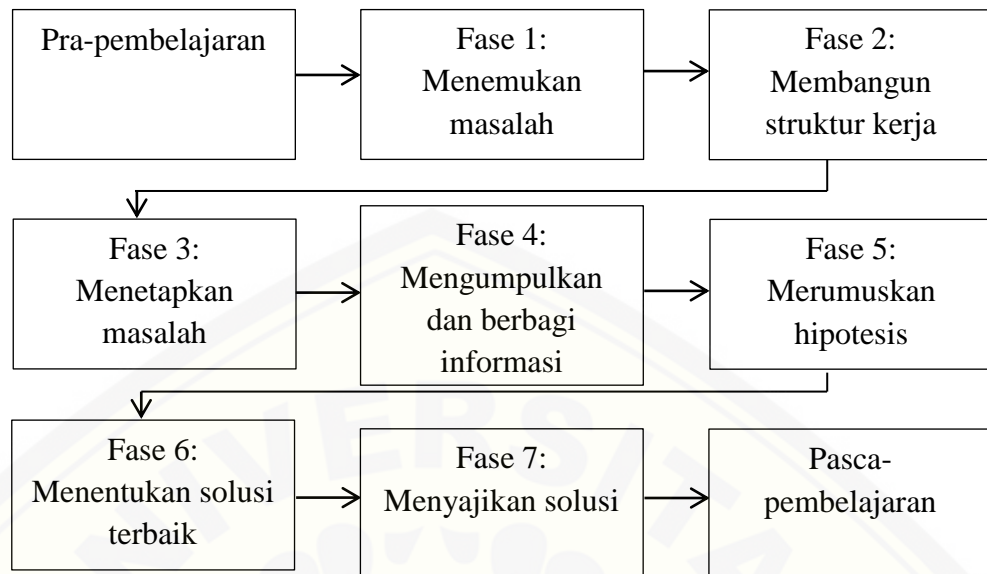 Pra-pembelajaran
Fase 1:
Menemukan
masalah
Fase 2:
Membangun
struktur kerja
Fase 3:
Menetapkan
masalah
Fase 4:
Mengumpulkan
dan berbagi
informasi
Fase 5:
Merumuskan
hipotesis
Fase 6:
Menentukan solusi
terbaik
Fase 7:
Menyajikan solusi
Pasca-
pembelajaran